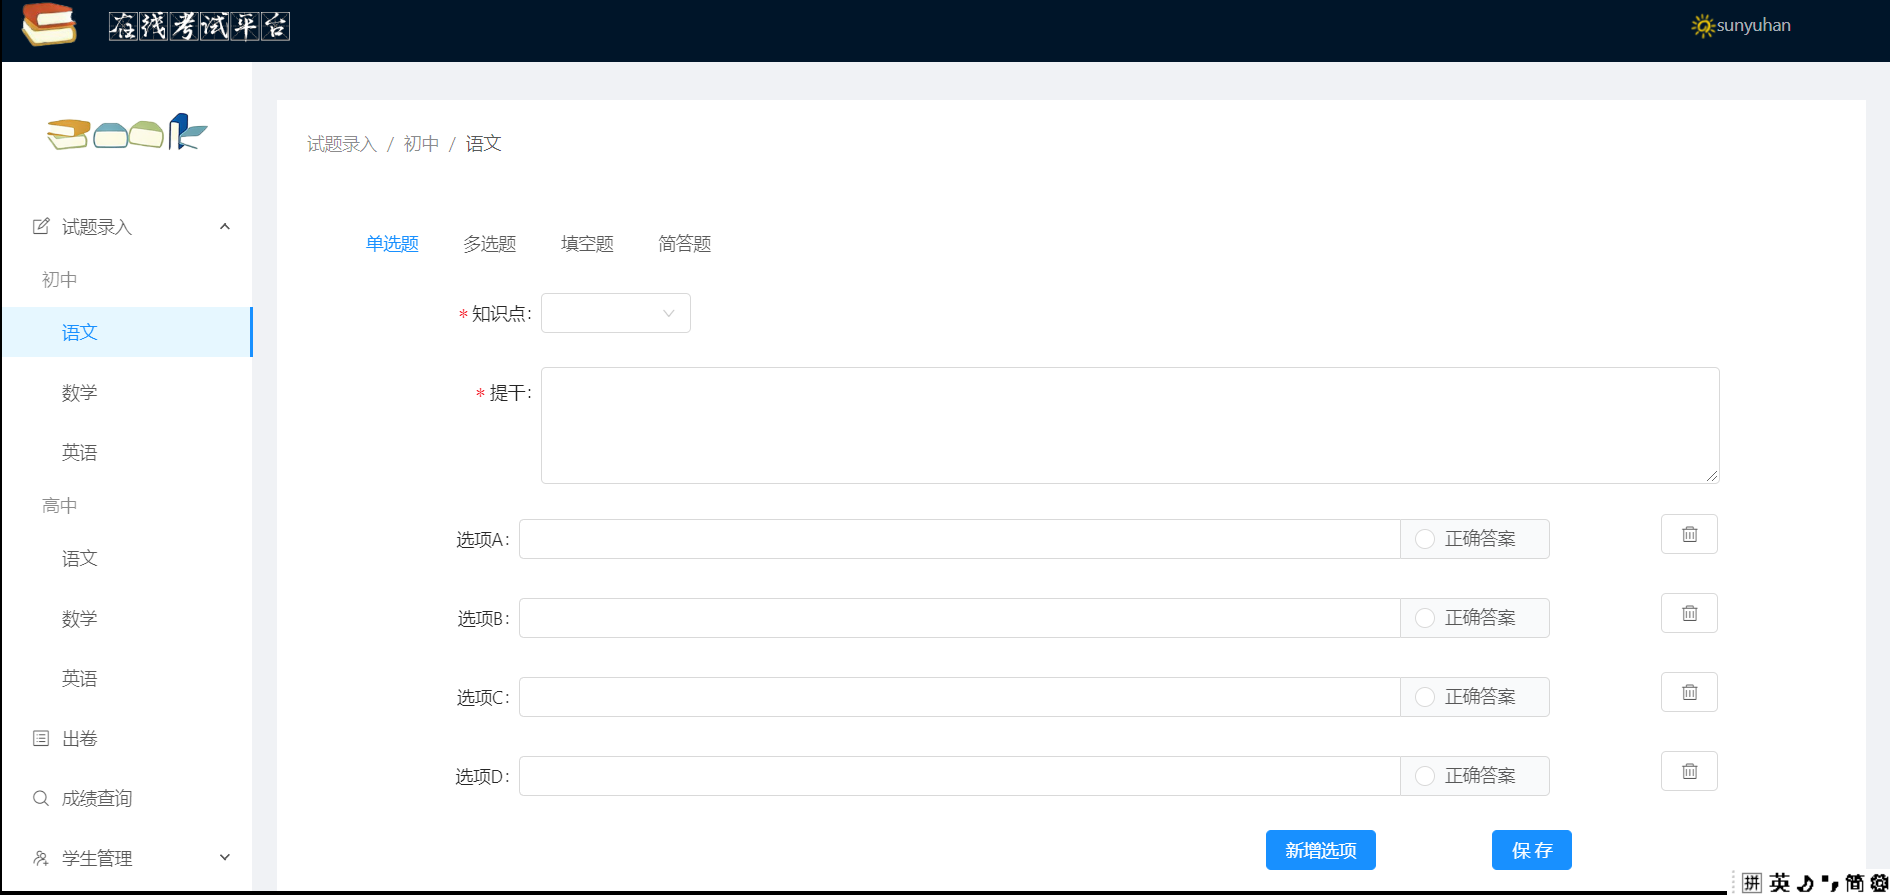 在线考试平台
sunyuhan
book
试题录入
初中
语文
数学
英语
高中
语文
数学
英语
出卷
成绩查询
学生管理
试题录入 / 初中 / 语文
单选题 多选题 填空题 简答题
* 知识点:
* 提干:
选项A: 正确答案
选项B: 正确答案
选项C: 正确答案
选项D: 正确答案
新增选项 保 存
拼 英 简